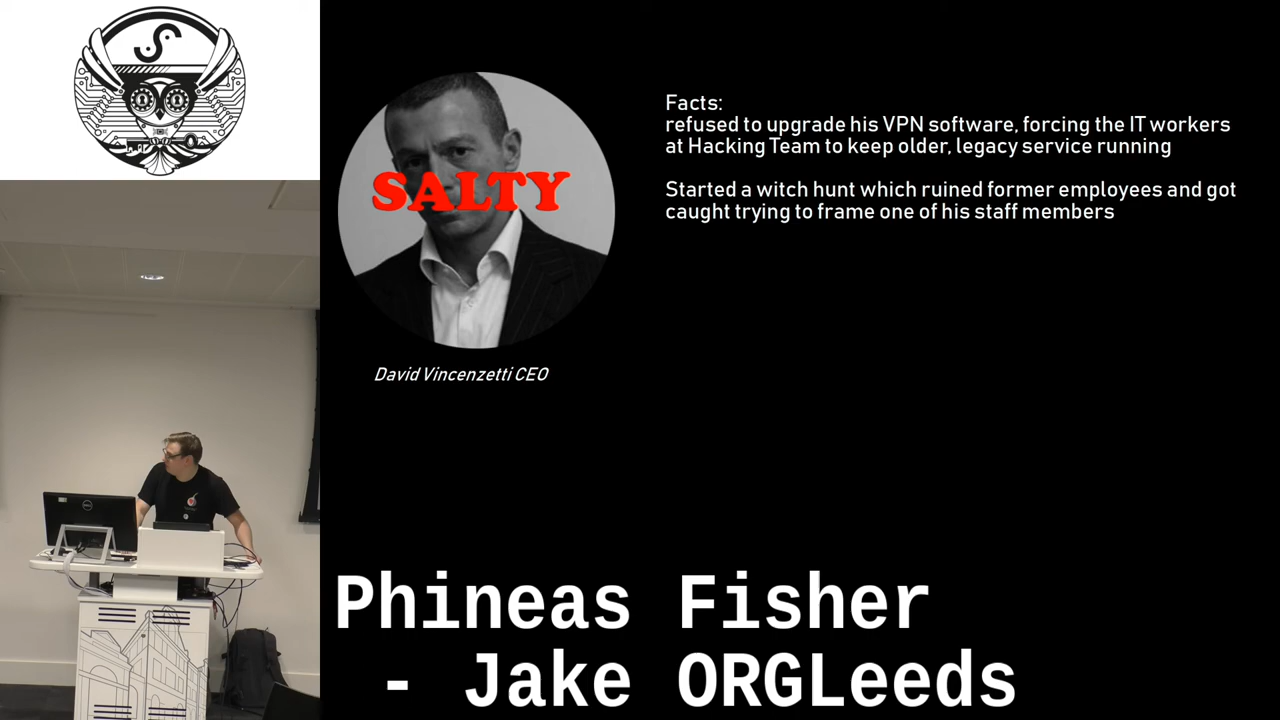 Facts:
refused to upgrade his VPN software, forcing the IT workers
at Hacking Team to keep older, legacy service running
Started a witch hunt which ruined former employees and got
caught trying to frame one of his staff members
SALTY
David Vincenzetti CEO
DELL
Phineas Fisher
- Jake ORGLeeds